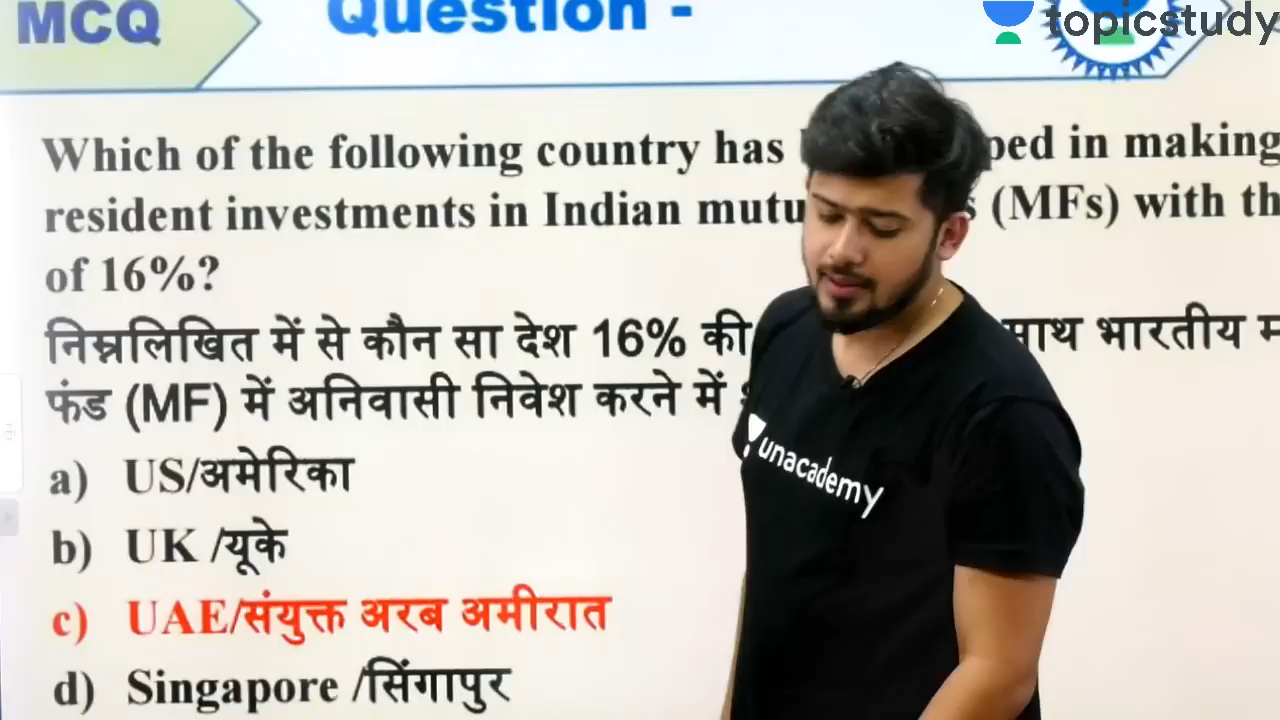 MCQ Question -
topicstudy
Which of the following country has ped in making
resident investments in Indian mutu (MFs) with th
of 16%?
निम्नलिखित में से कौन सा देश 16% की साथ भारतीय
फंड (MF) में अनिवासी निवेश करने में
a) US/अमेरिका
b) UK /यूके
c) UAE/संयुक्त अरब अमीरात
d) Singapore /सिंगापुर
unacademy